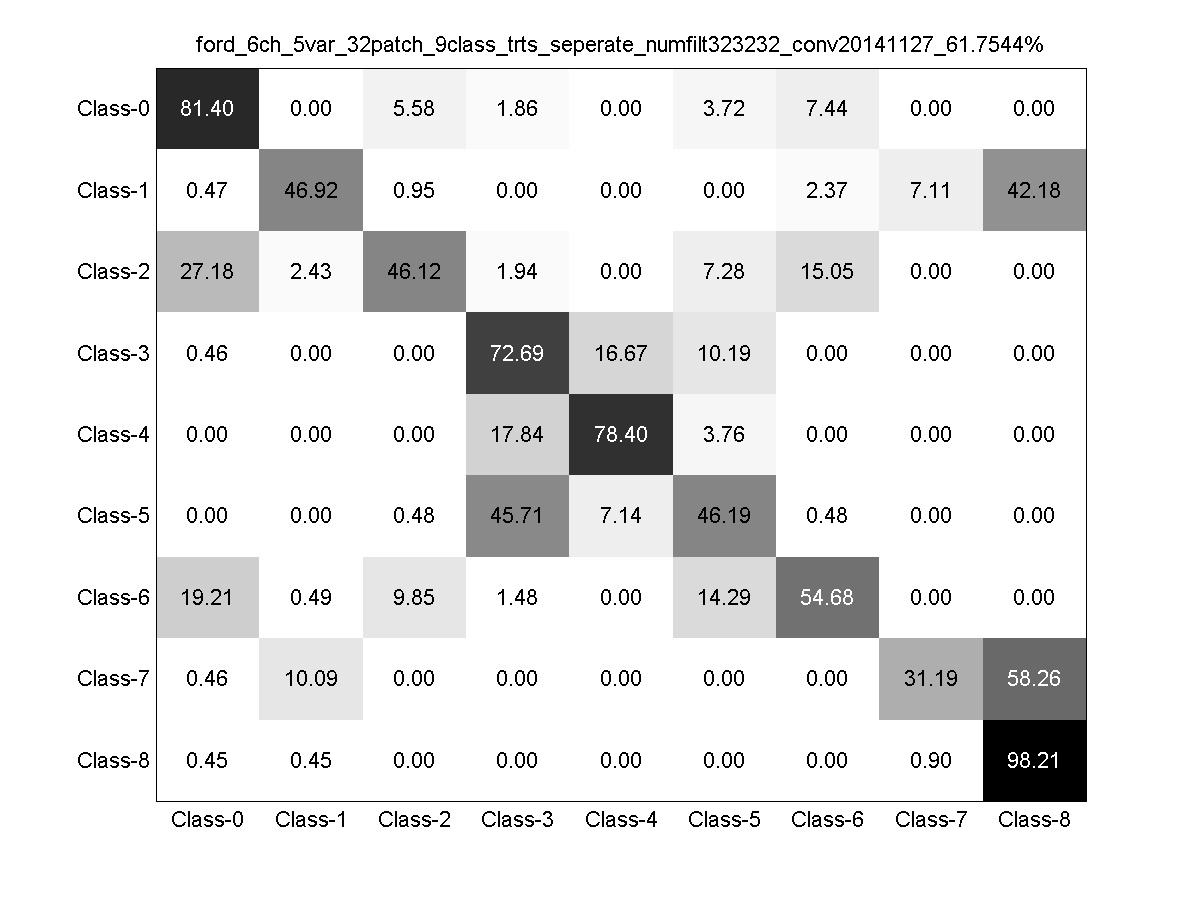 ford_6ch_5var_32patch_9class_trts_seperate_numfilt323232_conv20141127_61.7544%
Class-0 81.40 0.00 5.58 1.86 0.00 3.72 7.44 0.00 0.00
Class-1 0.47 46.92 0.95 0.00 0.00 0.00 2.37 7.11 42.18
Class-2 27.18 2.43 46.12 1.94 0.00 7.28 15.05 0.00 0.00
Class-3 0.46 0.00 0.00 72.69 16.67 10.19 0.00 0.00 0.00
Class-4 0.00 0.00 0.00 17.84 78.40 3.76 0.00 0.00 0.00
Class-5 0.00 0.00 0.48 45.71 7.14 46.19 0.48 0.00 0.00
Class-6 19.21 0.49 9.85 1.48 0.00 14.29 54.68 0.00 0.00
Class-7 0.46 10.09 0.00 0.00 0.00 0.00 0.00 31.19 58.26
Class-8 0.45 0.45 0.00 0.00 0.00 0.00 0.00 0.90 98.21
Class-0 Class-1 Class-2 Class-3 Class-4 Class-5 Class-6 Class-7 Class-8